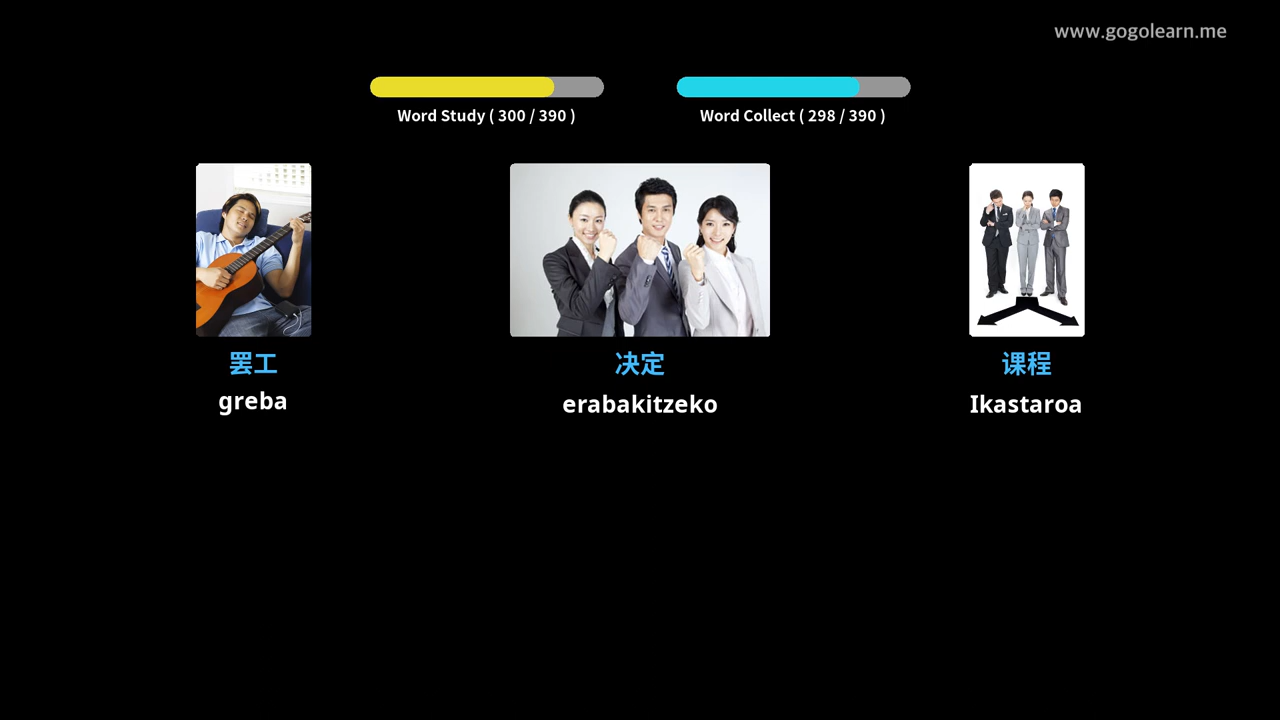 www.gogolearn.me
Word Study ( 300 / 390 )
Word Collect ( 298 / 390 )
罢工
greba
决定
erabakitzeko
课程
Ikastaroa